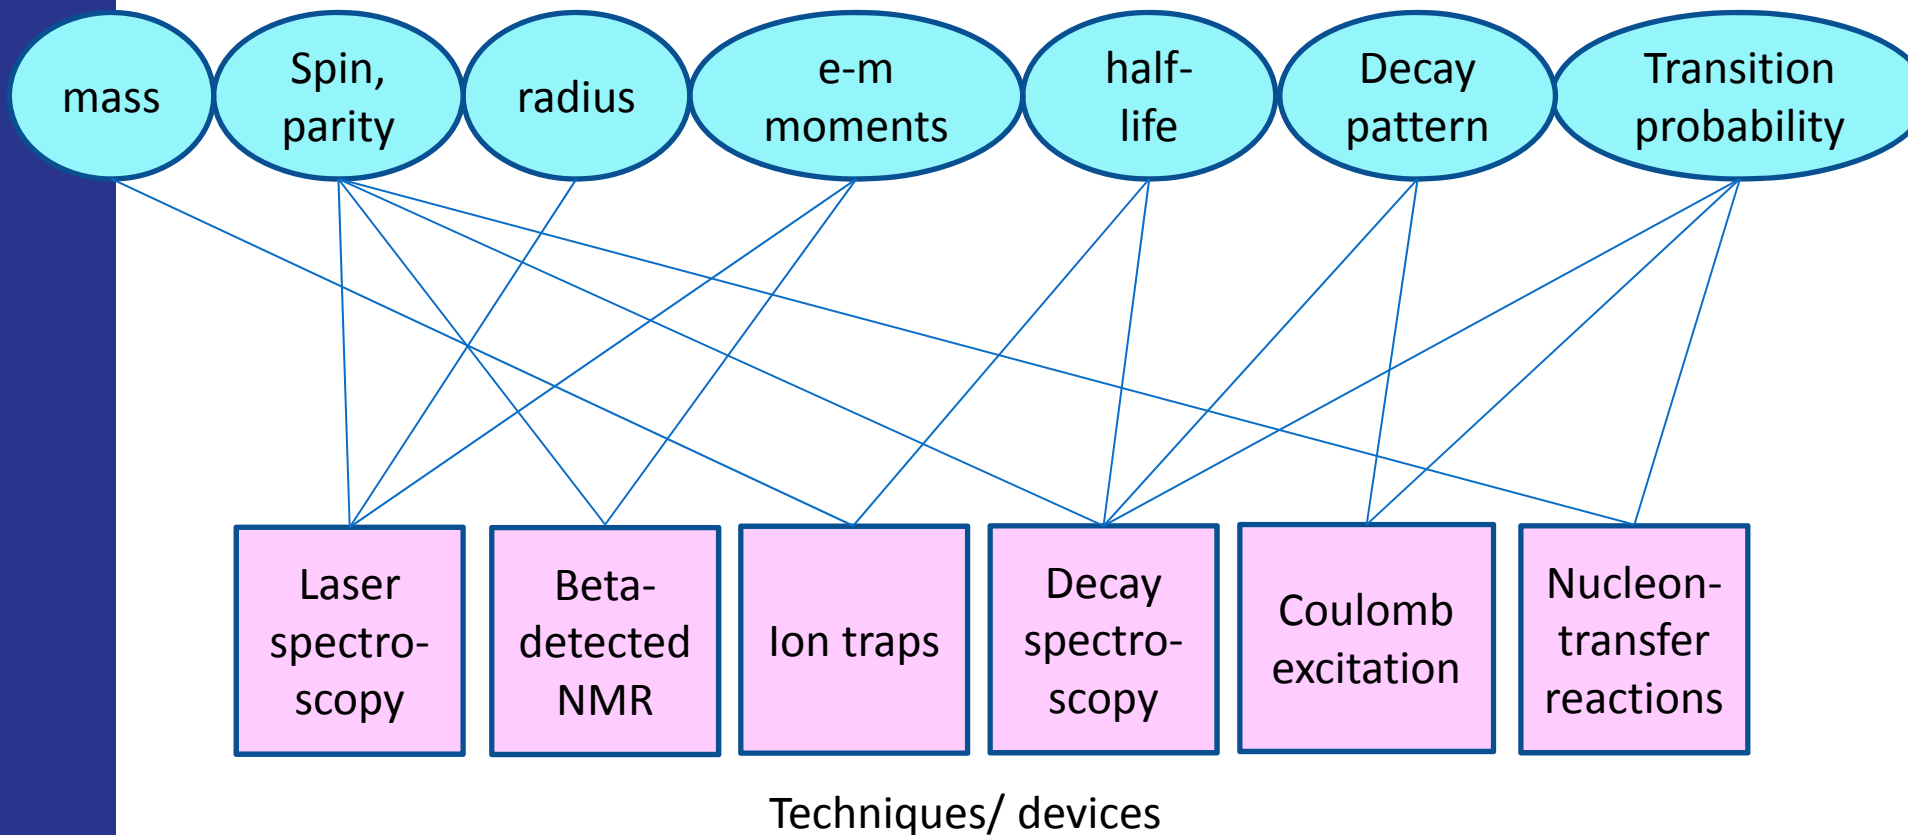 mass
Spin,
parity
radius
e-m
moments
half-
life
Decay
pattern
Transition
probability
Laser
spectro-
scopy
Beta-
detected
NMR
Ion traps
Decay
spectro-
scopy
Coulomb
excitation
Nucleon-
transfer
reactions
Techniques/ devices